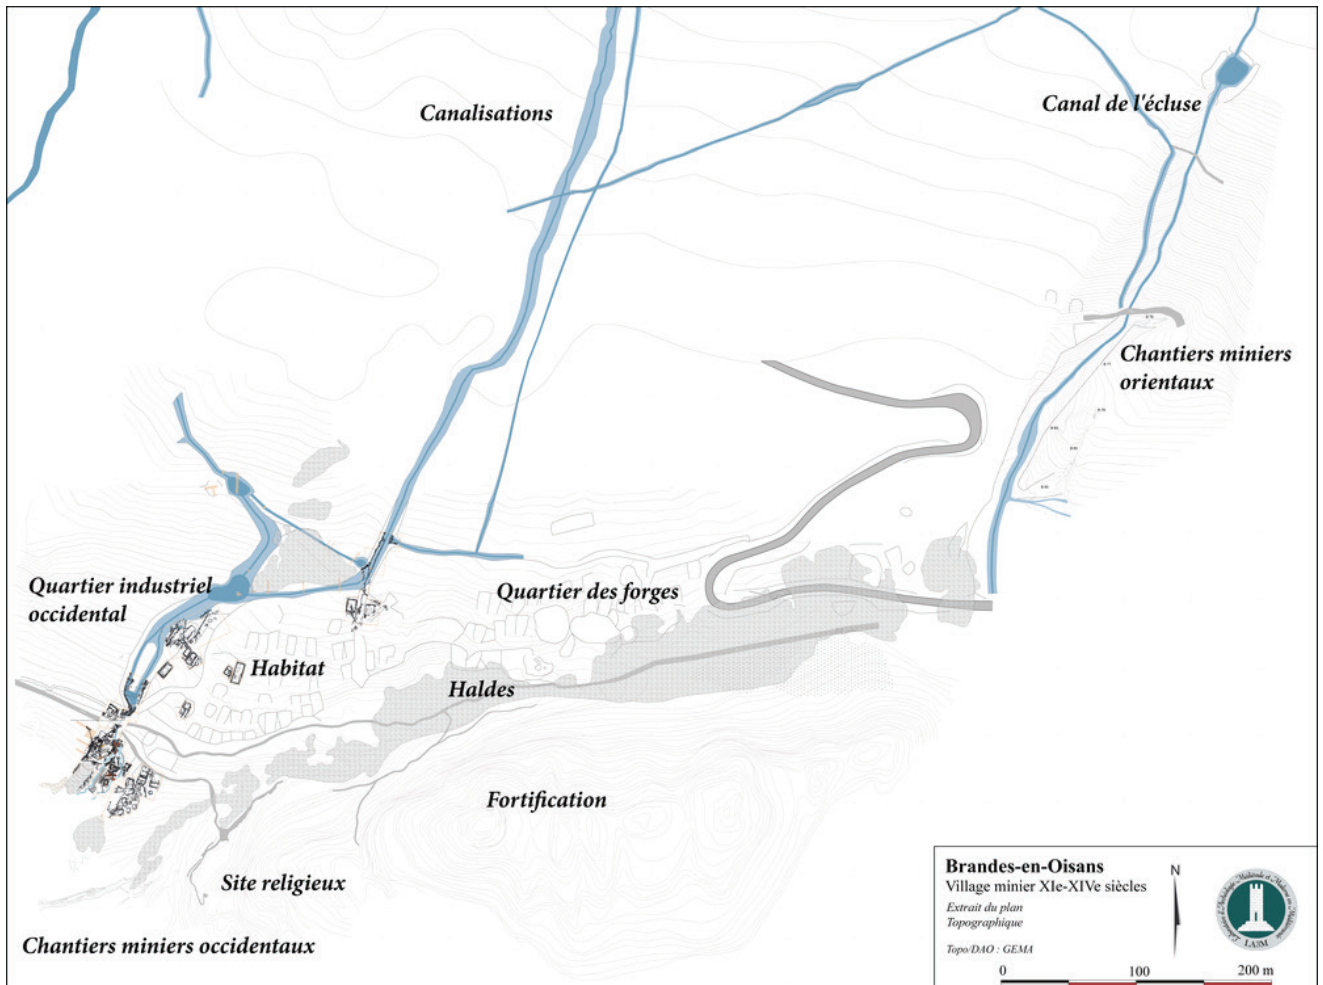 Canalisations
Canal de l'écluse
Chantiers miniers
orientaux
Quartier industriel
occidental
Quartier des forges
Habitat
Haldes
Fortification
Site religieux
Chantiers miniers occidentaux
Brandes-en-Oisans
Village minier XIe-XIVe siècles
Extrait du plan
Topographique
Topo/DAO : GEMA
N
LA3M
0 100 200 m